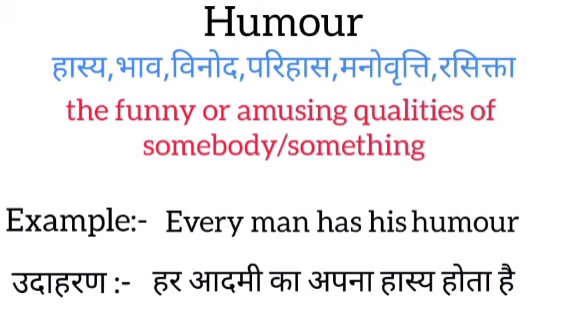 Humour
हास्य,भाव,विनोद,परिहास,मनोवृत्ति,रसिक्ता
the funny or amusing qualities of
somebody/something
Example:- Every man has his humour
उदाहरण :- हर आदमी का अपना हास्य होता है